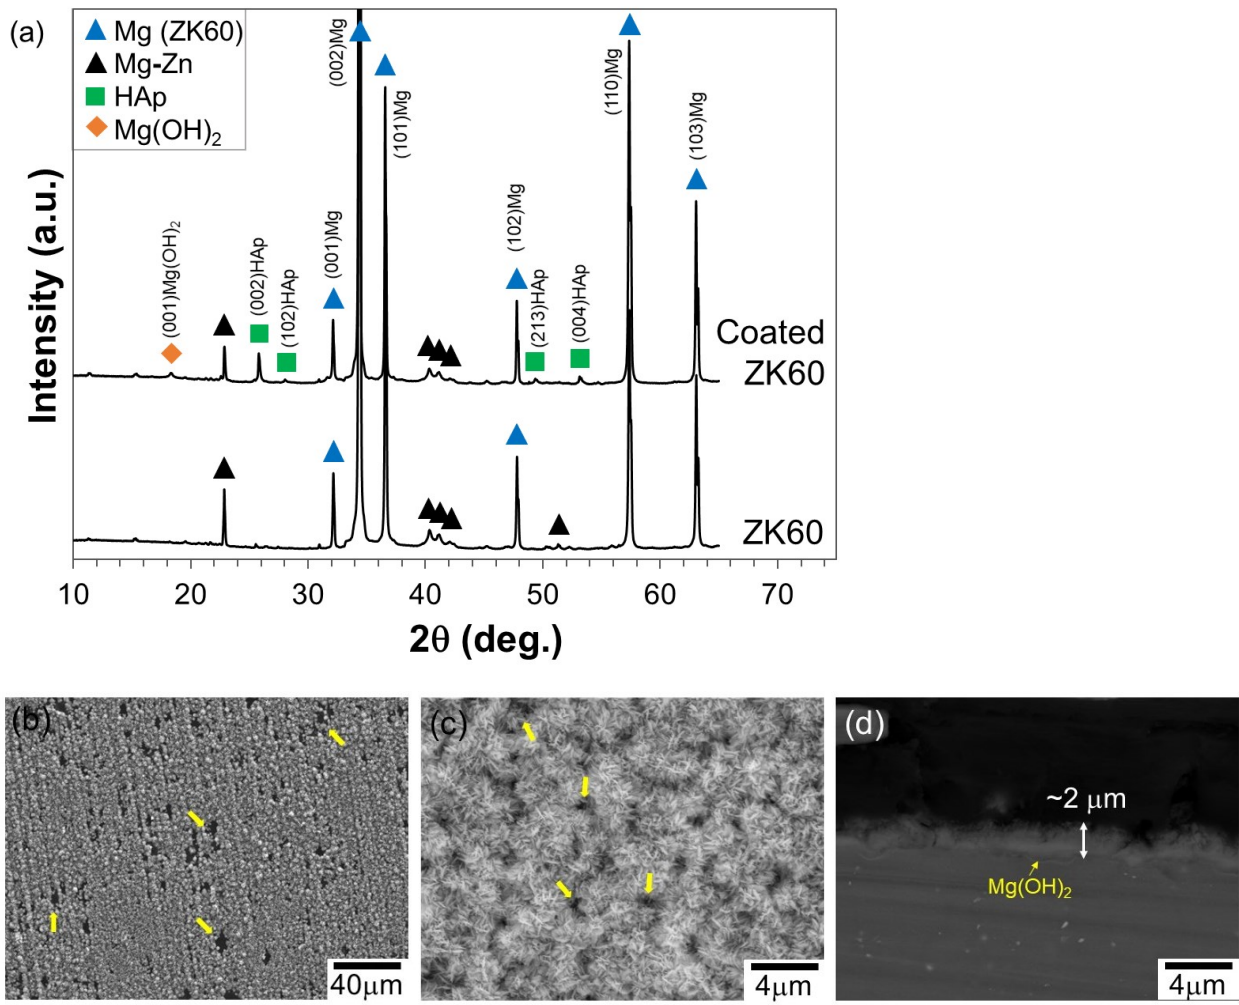 (a)
Mg (ZK60)
Mg-Zn
HAp
Mg(OH)₂
(001)Mg(OH)₂
(002)HAp
(102)HAp
(001)Mg
(002)Mg
(101)Mg
(102)Mg
(213)HAp
(004)HAp
(110)Mg
(103)Mg
Coated
ZK60
ZK60
Intensity (a.u.)
10 20 30 40 50 60 70
2θ (deg.)
(b)
40μm
(c)
4μm
(d)
~2 μm
Mg(OH)₂
4μm